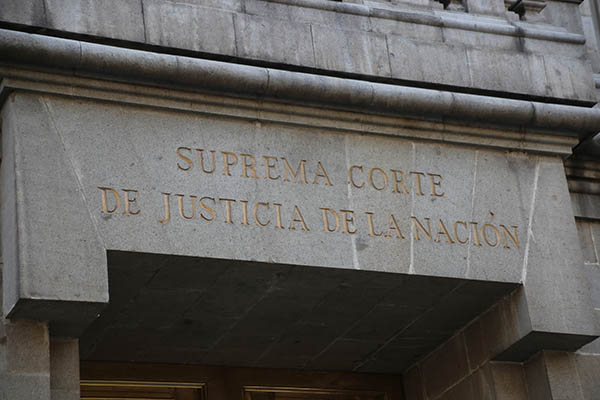 SUPREMA CORTE
DE JUSTICIA DE LA NACIÓN